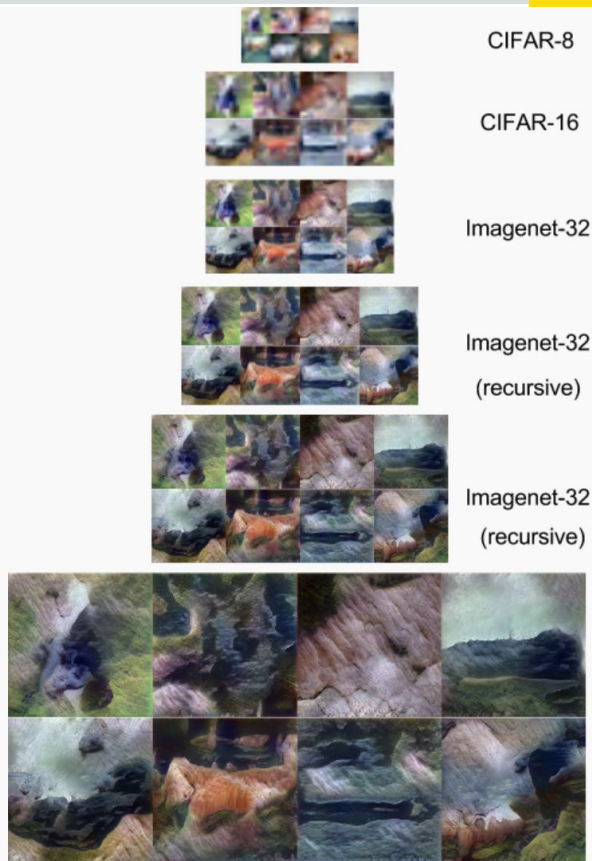 CIFAR-8
CIFAR-16
Imagenet-32
Imagenet-32
(recursive)
Imagenet-32
(recursive)